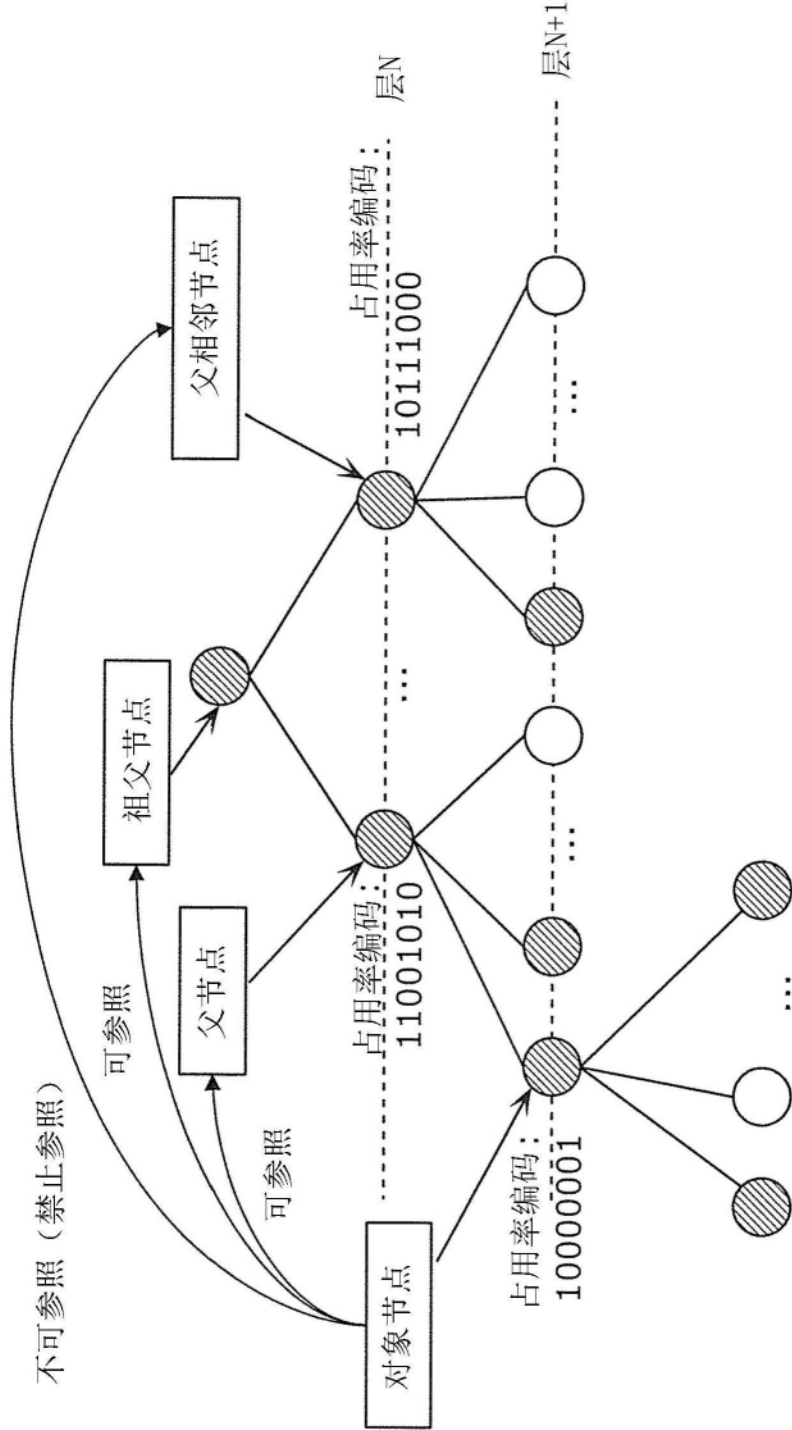 不可参照（禁止参照）
可参照
可参照
祖父节点
父节点
父相邻节点
对象节点
占用率编码：
11001010
...
占用率编码：
10111000
层N
占用率编码：
10000001
...
...
层N+1
...